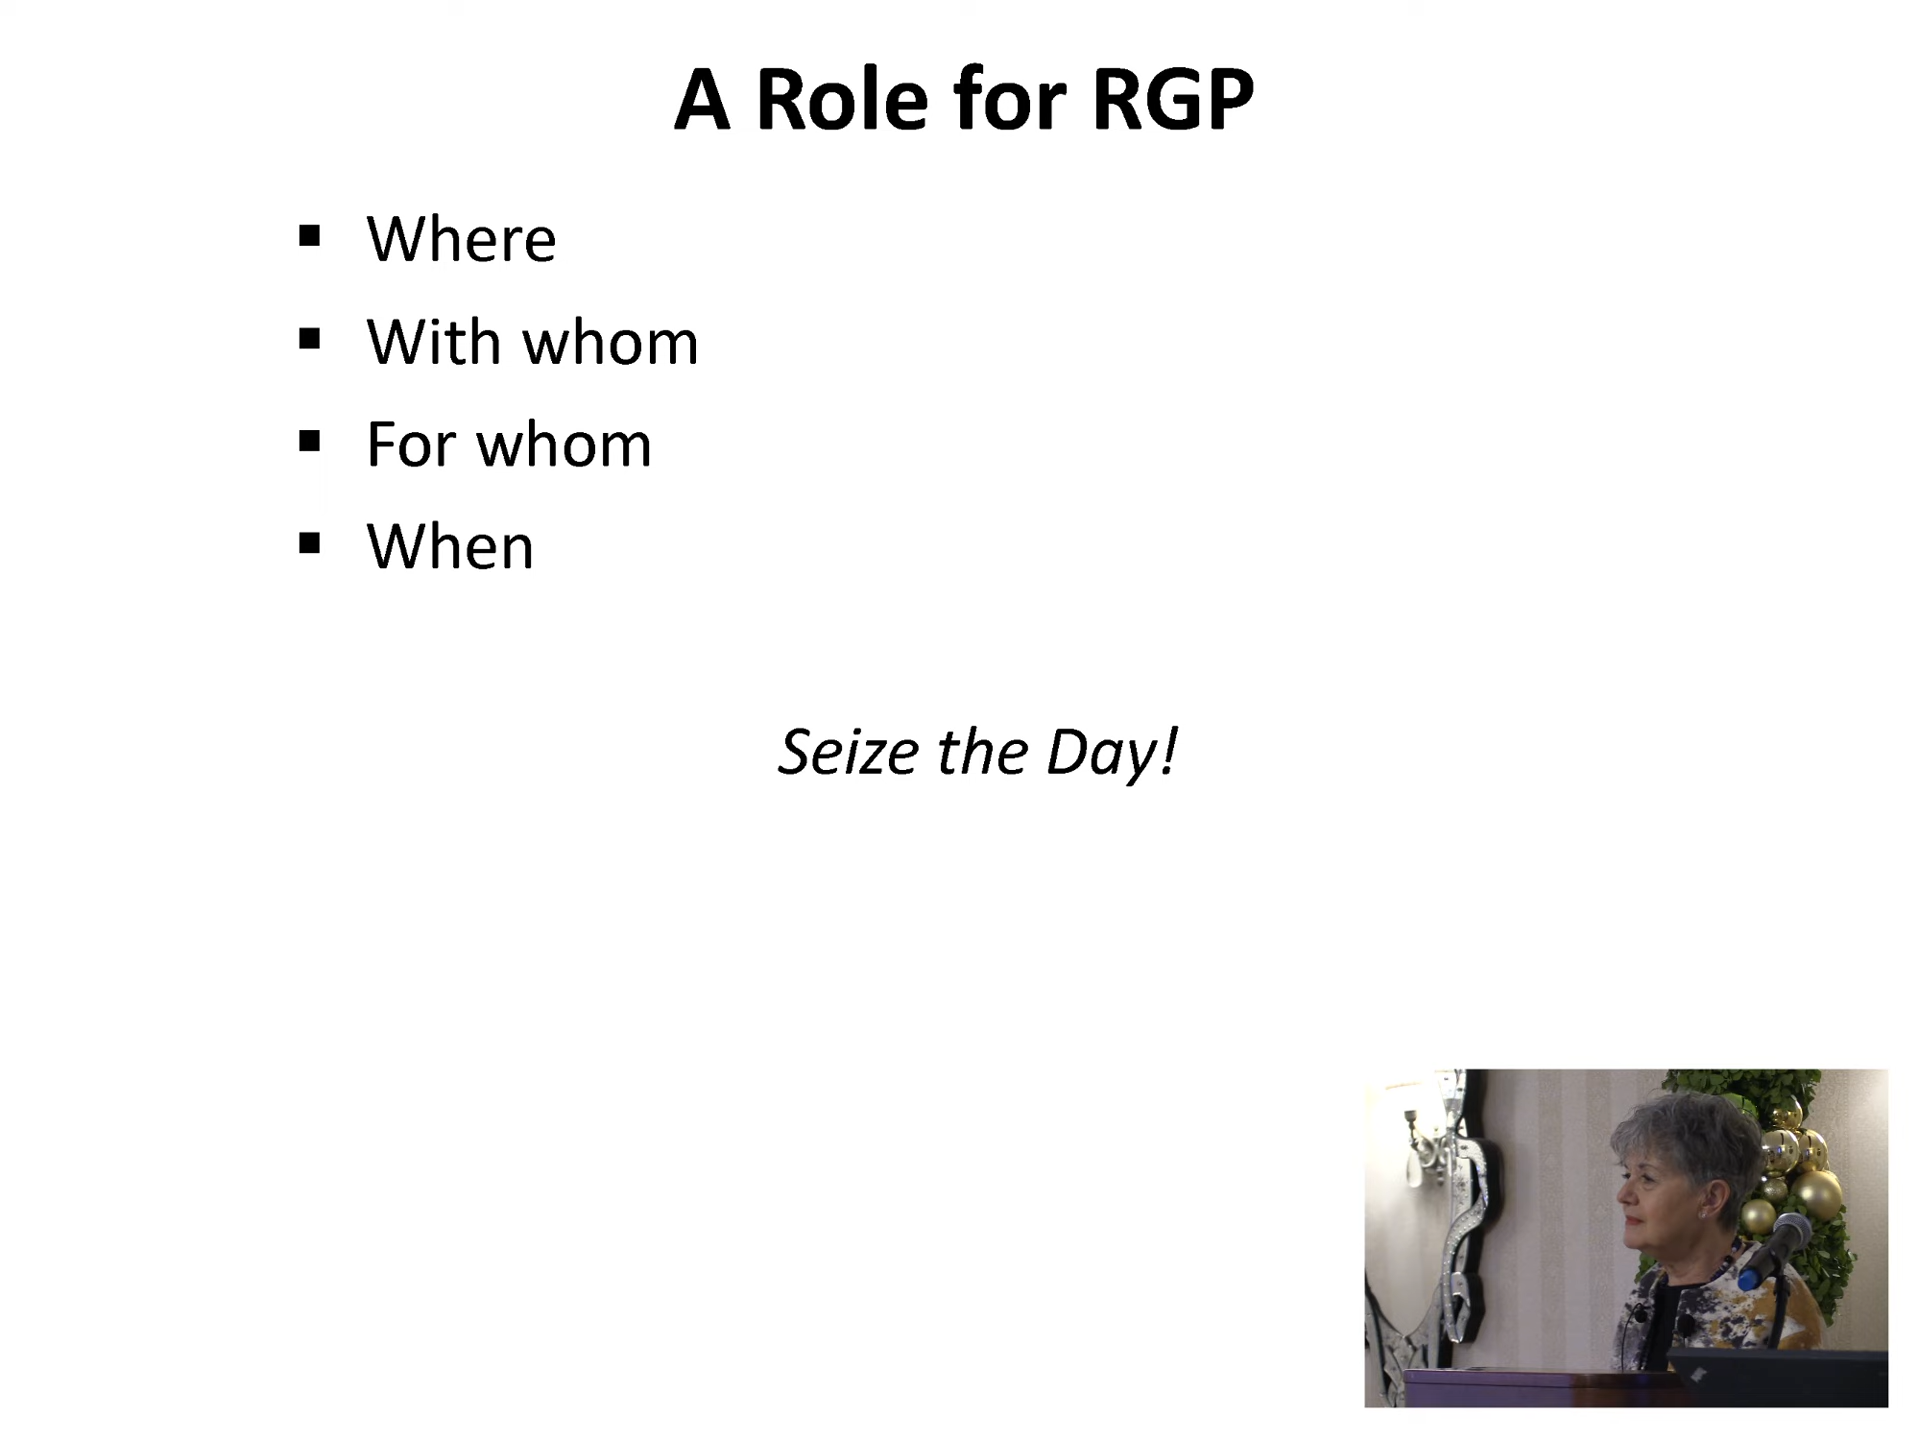 A Role for RGP
▪ Where
▪ With whom
▪ For whom
▪ When
Seize the Day!